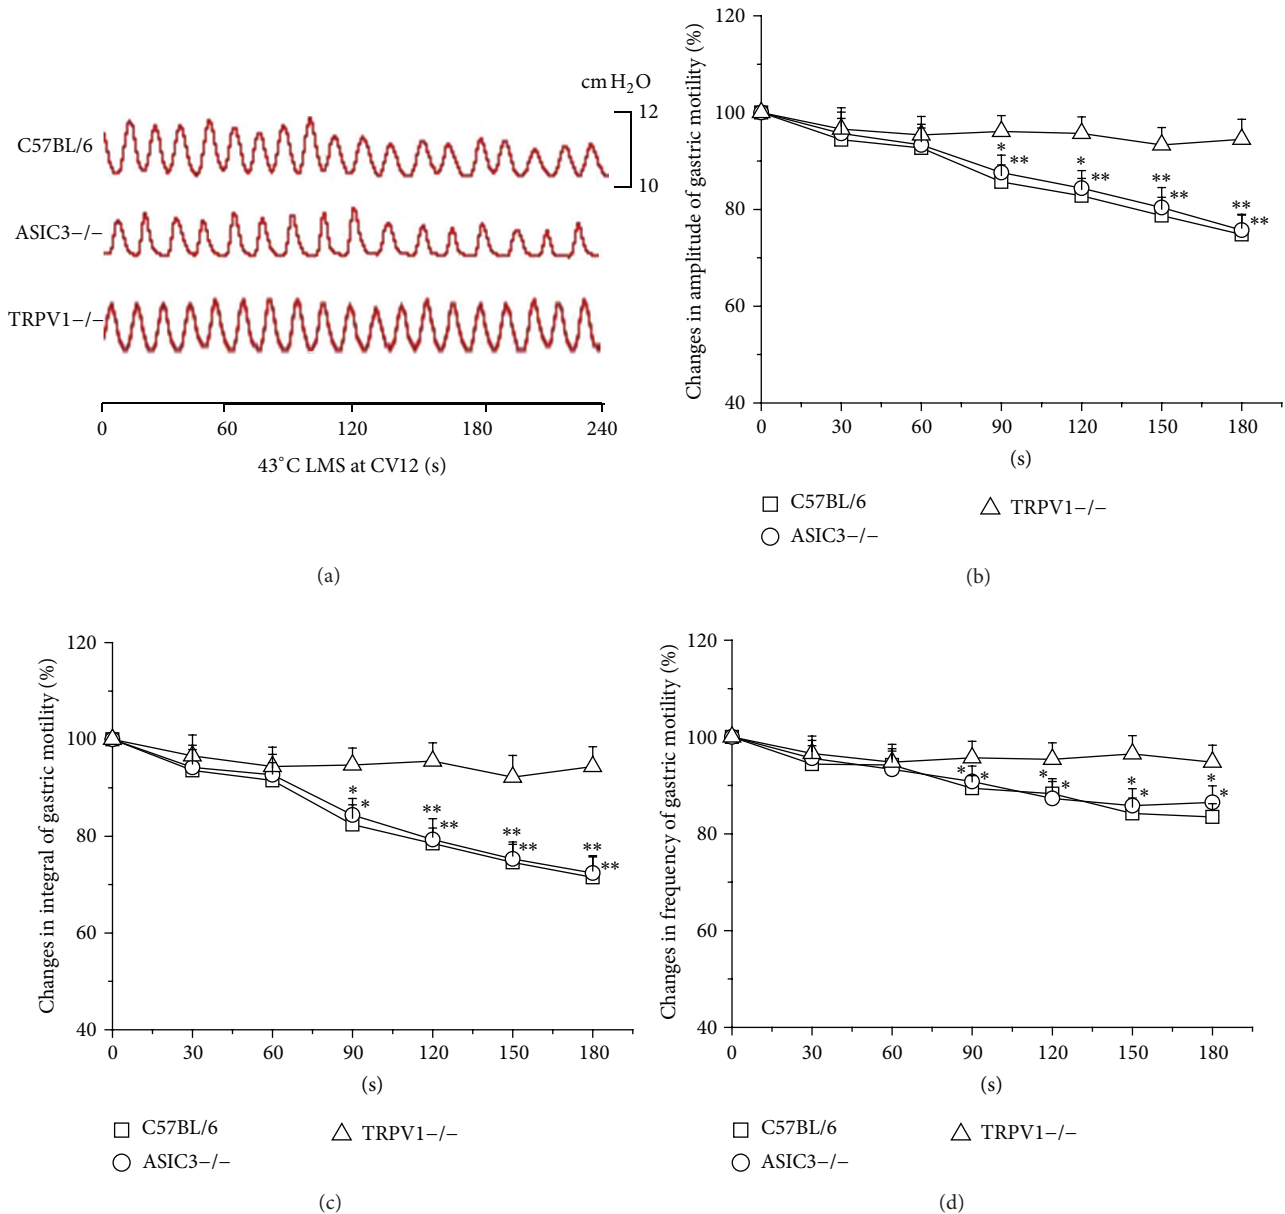 cm H₂O
12
10
C57BL/6
ASIC3−/−
TRPV1−/−
0 60 120 180 240
43°C LMS at CV12 (s)
(a)
Changes in amplitude of gastric motility (%)
120
100
80
60
40
* ** * ** ** ** ** **
0 30 60 90 120 150 180
(s)
C57BL/6 TRPV1−/−
ASIC3−/−
(b)
Changes in integral of gastric motility (%)
120
100
80
60
40
* * ** ** ** ** ** **
0 30 60 90 120 150 180
(s)
C57BL/6 TRPV1−/−
ASIC3−/−
(c)
Changes in frequency of gastric motility (%)
120
100
80
60
40
* * * * * * * *
0 30 60 90 120 150 180
(s)
C57BL/6 TRPV1−/−
ASIC3−/−
(d)